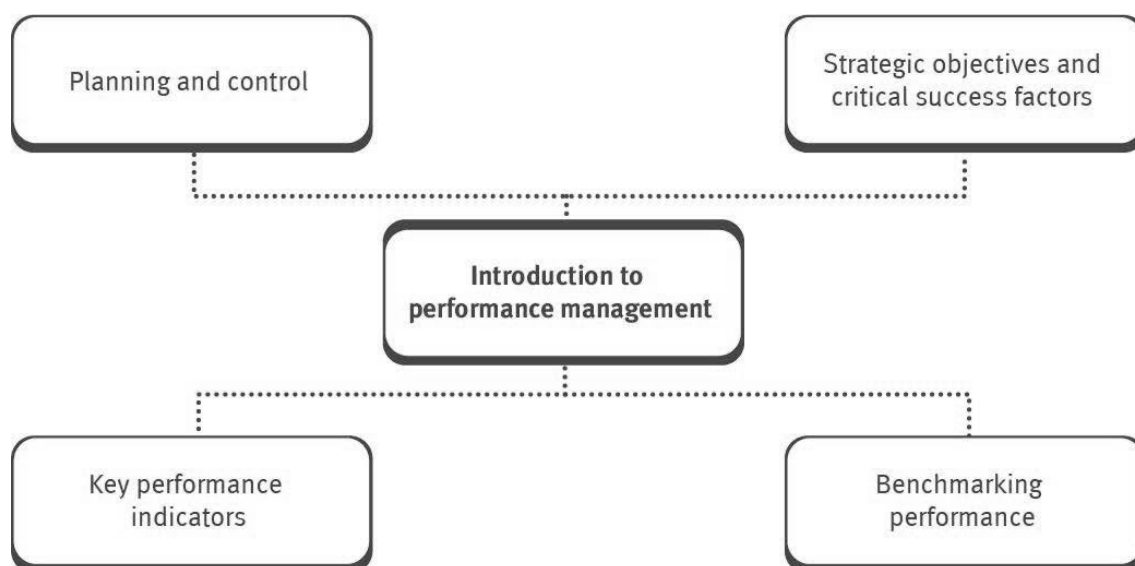 Planning and control
Strategic objectives and
critical success factors
Introduction to
performance management
Key performance
indicators
Benchmarking
performance